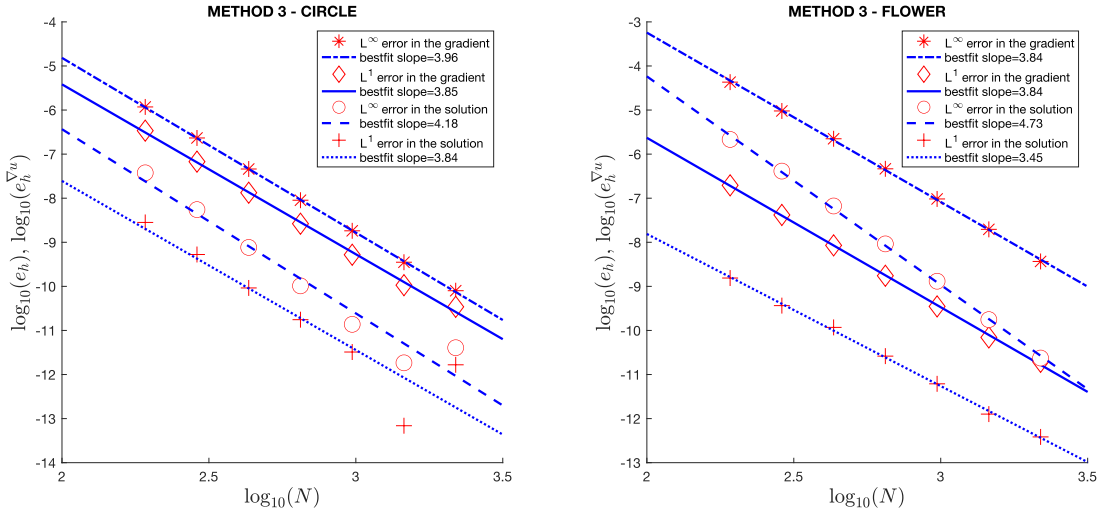 METHOD 3 - CIRCLE
-4
-5
-6
-7
-8
-9
-10
-11
-12
-13
-14
2
2.5
3
3.5
log₁₀(N)
log₁₀(eₕ), log₁₀(eₕ^∇u)
L^∞ error in the gradient
bestfit slope=3.96
L¹ error in the gradient
bestfit slope=3.85
L^∞ error in the solution
bestfit slope=4.18
L¹ error in the solution
bestfit slope=3.84
METHOD 3 - FLOWER
-3
-4
-5
-6
-7
-8
-9
-10
-11
-12
-13
2
2.5
3
3.5
log₁₀(N)
log₁₀(eₕ), log₁₀(eₕ^∇u)
L^∞ error in the gradient
bestfit slope=3.84
L¹ error in the gradient
bestfit slope=3.84
L^∞ error in the solution
bestfit slope=4.73
L¹ error in the solution
bestfit slope=3.45